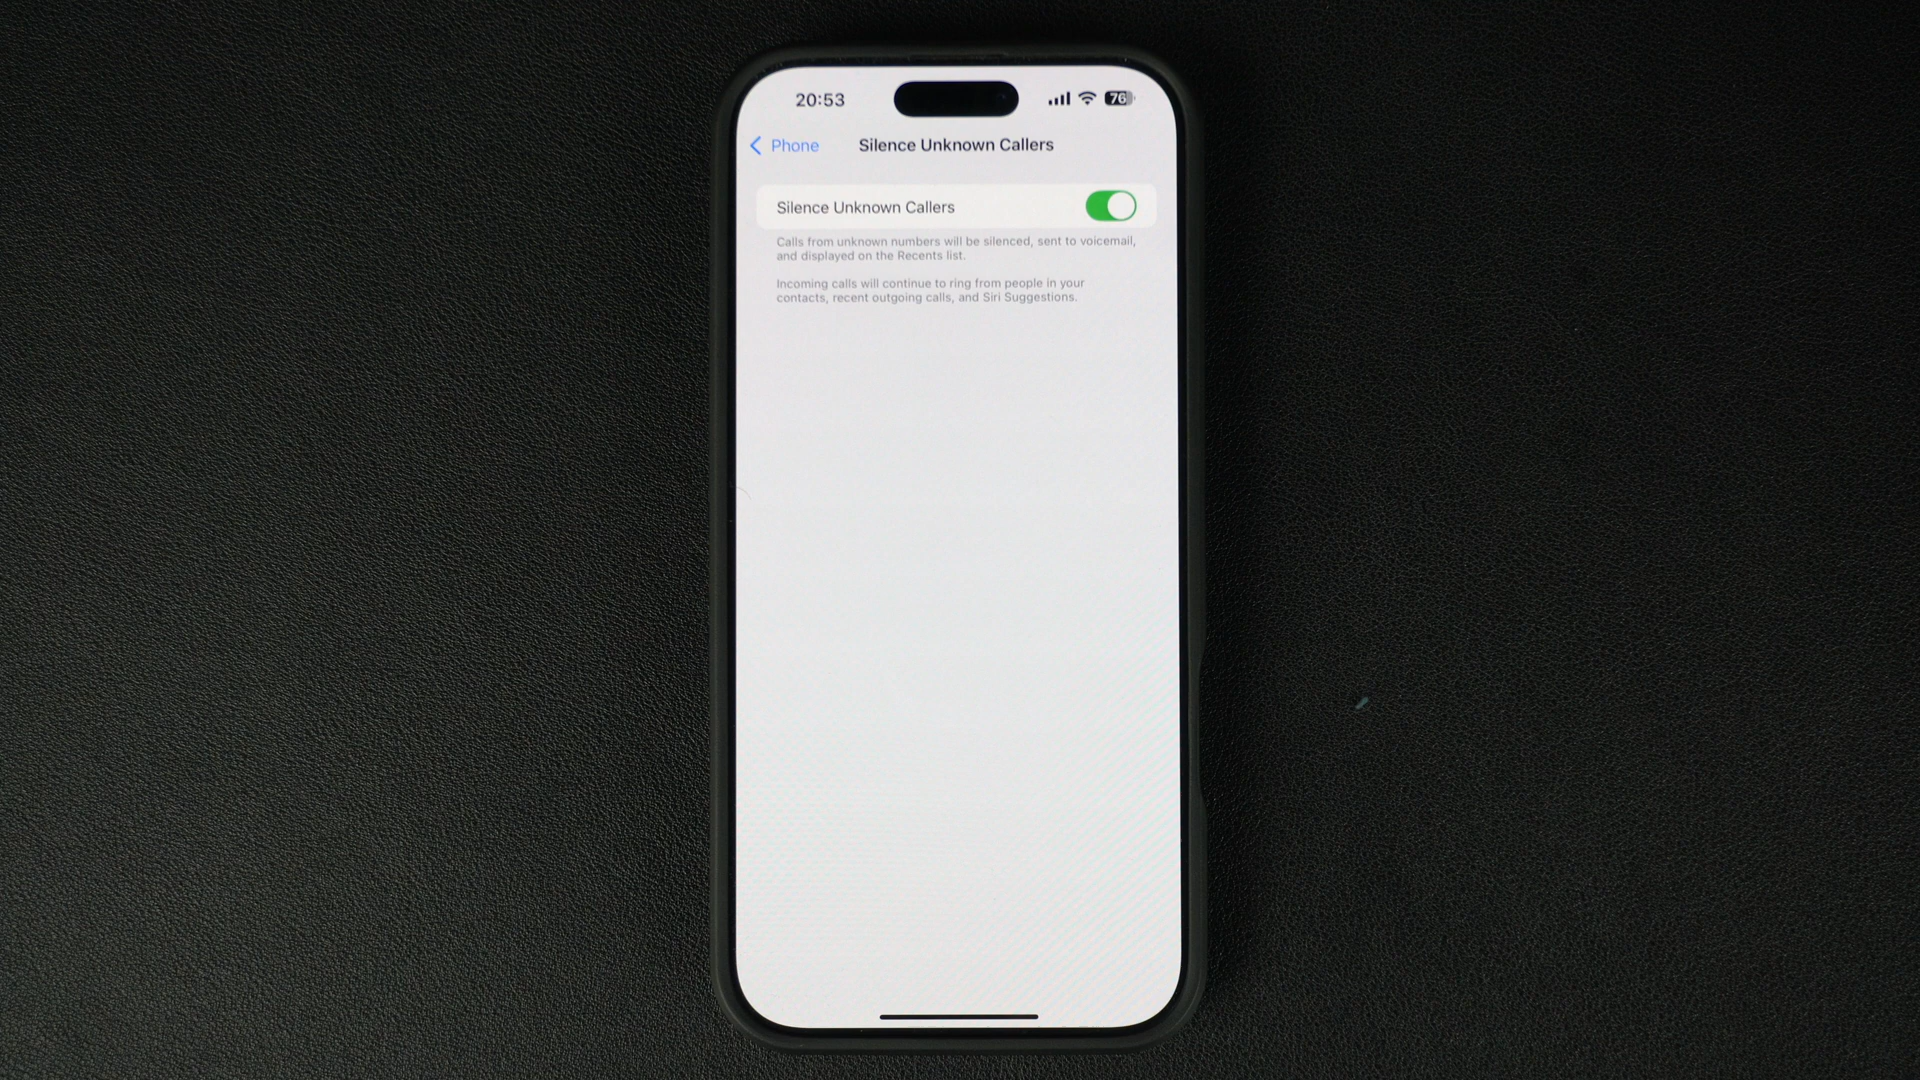 20:53
76
Phone
Silence Unknown Callers
Silence Unknown Callers
Calls from unknown numbers will be silenced, sent to voicemail,
and displayed on the Recents list.
Incoming calls will continue to ring from people in your
contacts, recent outgoing calls, and Siri Suggestions.